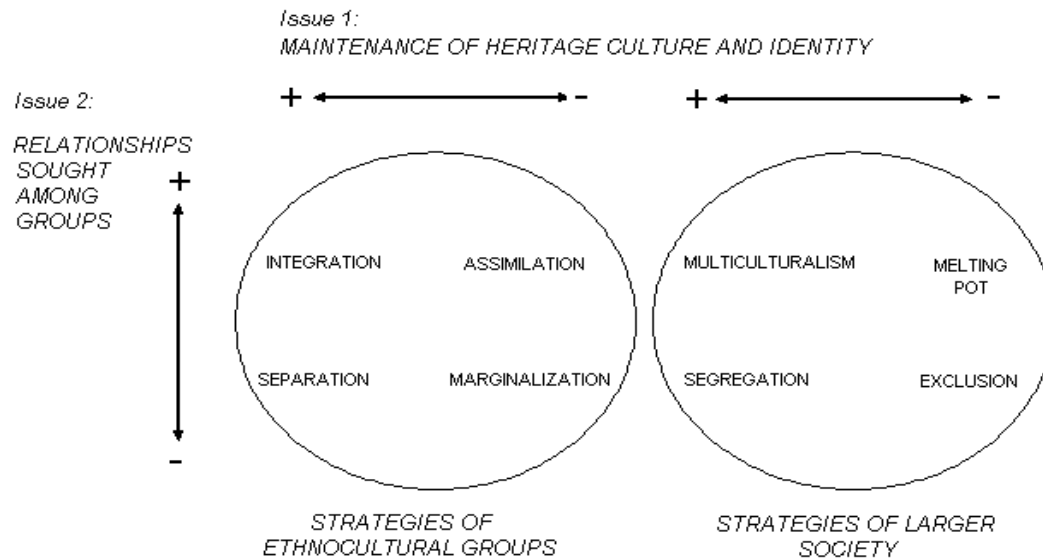 Issue 1:
MAINTENANCE OF HERITAGE CULTURE AND IDENTITY
+ - + -
Issue 2:
RELATIONSHIPS
SOUGHT
AMONG
GROUPS
+
-
INTEGRATION ASSIMILATION
SEPARATION MARGINALIZATION
MULTICULTURALISM MELTING
POT
SEGREGATION EXCLUSION
STRATEGIES OF
ETHNOCULTURAL GROUPS
STRATEGIES OF LARGER
SOCIETY